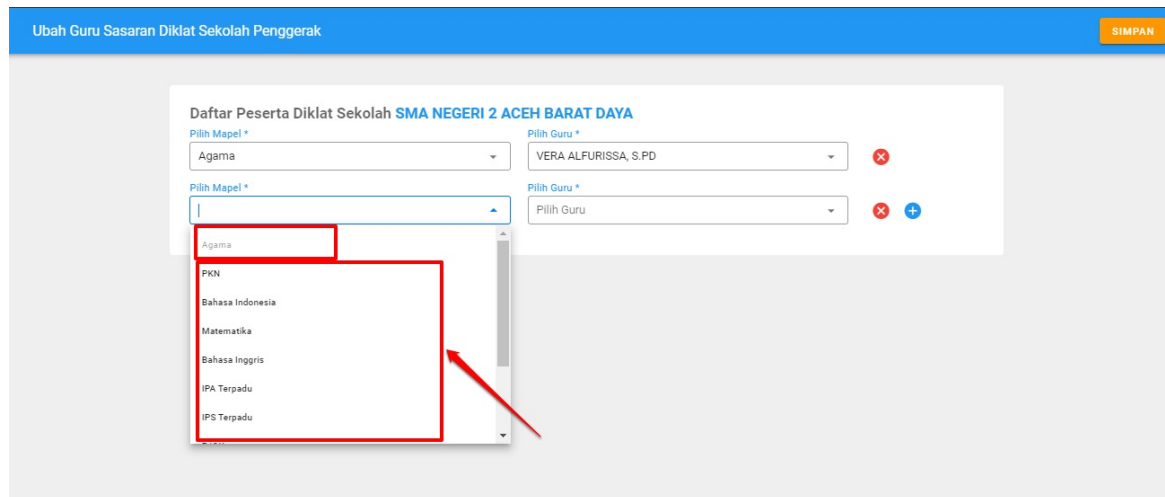 Ubah Guru Sasaran Diklat Sekolah Penggerak
SIMPAN
Daftar Peserta Diklat Sekolah SMA NEGERI 2 ACEH BARAT DAYA
Pilih Mapel * Pilih Guru *
Agama VERA ALFURISSA, S.PD
Pilih Mapel * Pilih Guru *
Pilih Guru
Agama
PKN
Bahasa Indonesia
Matematika
Bahasa Inggris
IPA Terpadu
IPS Terpadu